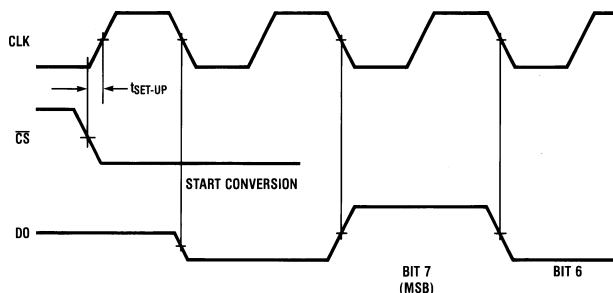 CLK
tSET-UP
CS
START CONVERSION
DO
BIT 7
(MSB)
BIT 6